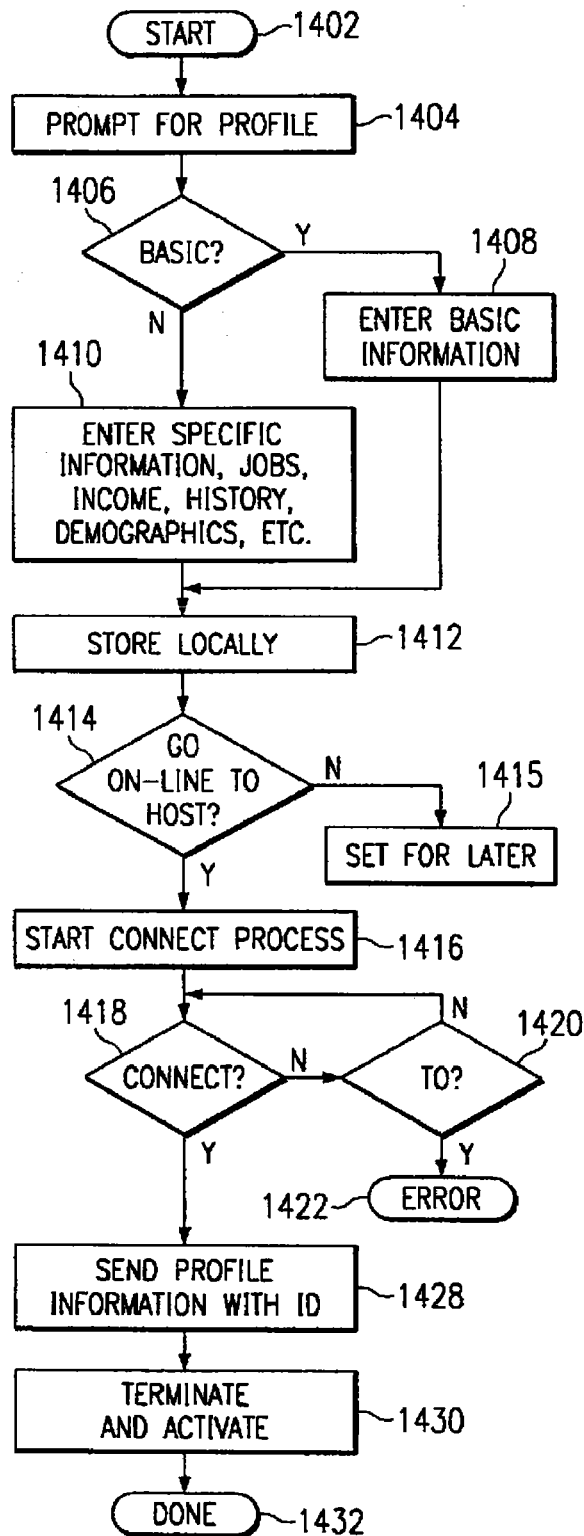 START
1402
PROMPT FOR PROFILE
1404
1406
BASIC?
Y
N
1408
ENTER BASIC
INFORMATION
1410
ENTER SPECIFIC
INFORMATION, JOBS,
INCOME, HISTORY,
DEMOGRAPHICS, ETC.
STORE LOCALLY
1412
1414
GO
ON-LINE TO
HOST?
N
Y
1415
SET FOR LATER
START CONNECT PROCESS
1416
1418
CONNECT?
N
Y
N
1420
TO?
Y
1422
ERROR
SEND PROFILE
INFORMATION WITH ID
1428
TERMINATE
AND ACTIVATE
1430
DONE
1432